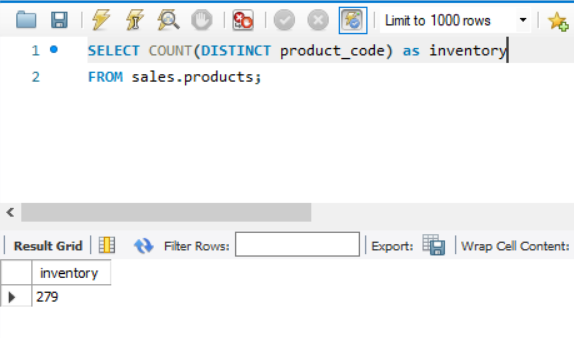 Limit to 1000 rows
1 SELECT COUNT(DISTINCT product_code) as inventory
2 FROM sales.products;
Result Grid Filter Rows: Export: Wrap Cell Content:
inventory
279